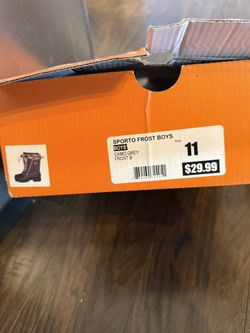 SPORTO FROST BOYS
BOYS
CAMO-GREY
FROST B
11
$29.99